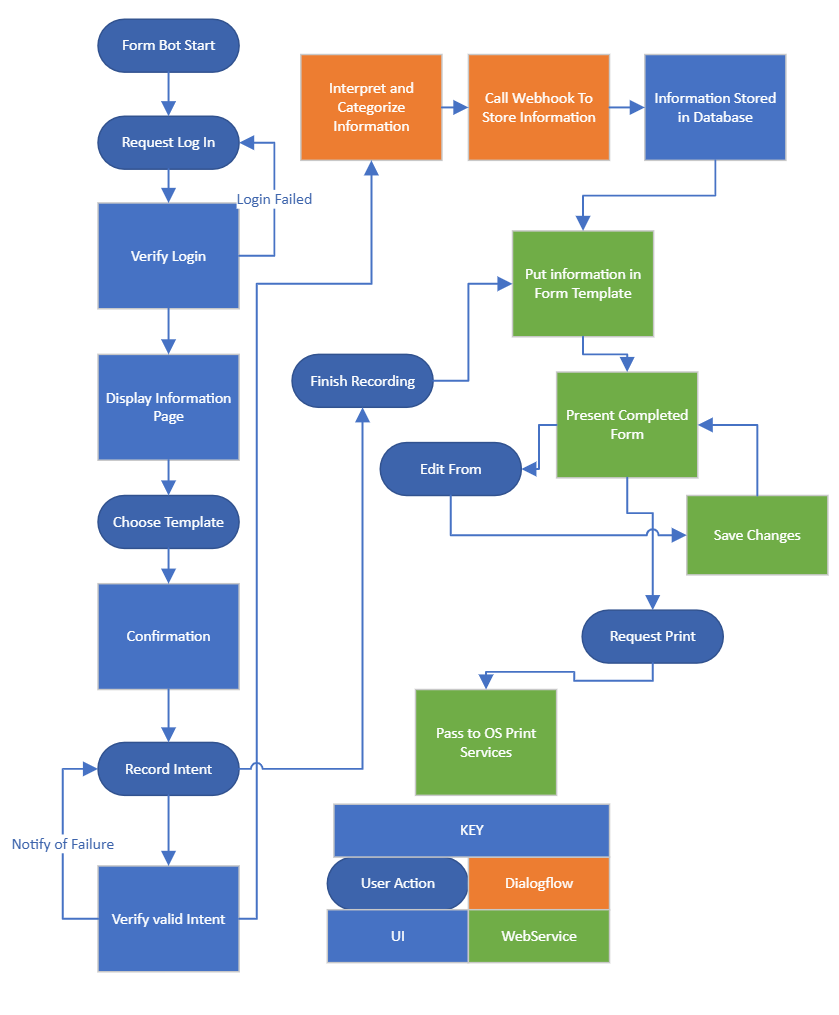 Form Bot Start
Request Log In
Login Failed
Verify Login
Display Information
Page
Choose Template
Confirmation
Record Intent
Notify of Failure
Verify valid Intent
Interpret and
Categorize
Information
Call Webhook To
Store Information
Information Stored
in Database
Put information in
Form Template
Finish Recording
Present Completed
Form
Edit From
Save Changes
Request Print
Pass to OS Print
Services
KEY
User Action
Dialogflow
UI
WebService